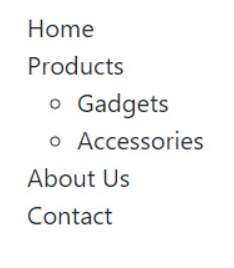 Home
Products
Gadgets
Accessories
About Us
Contact